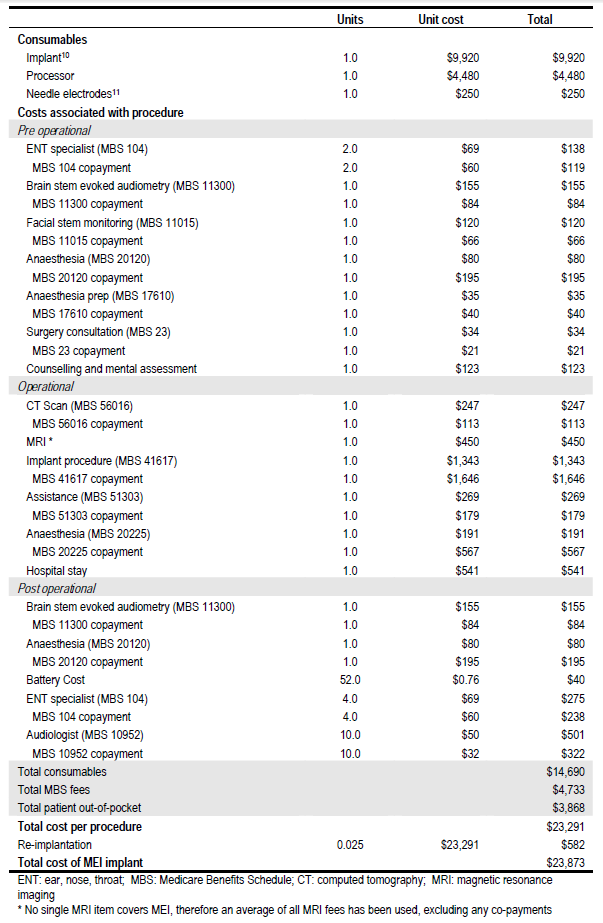 Units Unit cost Total
Consumables
Implant¹⁰ 1.0 $9,920 $9,920
Processor 1.0 $4,480 $4,480
Needle electrodes¹¹ 1.0 $250 $250
Costs associated with procedure
Pre operational
ENT specialist (MBS 104) 2.0 $69 $138
MBS 104 copayment 2.0 $60 $119
Brain stem evoked audiometry (MBS 11300) 1.0 $155 $155
MBS 11300 copayment 1.0 $84 $84
Facial stem monitoring (MBS 11015) 1.0 $120 $120
MBS 11015 copayment 1.0 $66 $66
Anaesthesia (MBS 20120) 1.0 $80 $80
MBS 20120 copayment 1.0 $195 $195
Anaesthesia prep (MBS 17610) 1.0 $35 $35
MBS 17610 copayment 1.0 $40 $40
Surgery consultation (MBS 23) 1.0 $34 $34
MBS 23 copayment 1.0 $21 $21
Counselling and mental assessment 1.0 $123 $123
Operational
CT Scan (MBS 56016) 1.0 $247 $247
MBS 56016 copayment 1.0 $113 $113
MRI * 1.0 $450 $450
Implant procedure (MBS 41617) 1.0 $1,343 $1,343
MBS 41617 copayment 1.0 $1,646 $1,646
Assistance (MBS 51303) 1.0 $269 $269
MBS 51303 copayment 1.0 $179 $179
Anaesthesia (MBS 20225) 1.0 $191 $191
MBS 20225 copayment 1.0 $567 $567
Hospital stay 1.0 $541 $541
Post operational
Brain stem evoked audiometry (MBS 11300) 1.0 $155 $155
MBS 11300 copayment 1.0 $84 $84
Anaesthesia (MBS 20120) 1.0 $80 $80
MBS 20120 copayment 1.0 $195 $195
Battery Cost 52.0 $0.76 $40
ENT specialist (MBS 104) 4.0 $69 $275
MBS 104 copayment 4.0 $60 $238
Audiologist (MBS 10952) 10.0 $50 $501
MBS 10952 copayment 10.0 $32 $322
Total consumables $14,690
Total MBS fees $4,733
Total patient out-of-pocket $3,868
Total cost per procedure $23,291
Re-implantation 0.025 $23,291 $582
Total cost of MEI implant $23,873
ENT: ear, nose, throat; MBS: Medicare Benefits Schedule; CT: computed tomography; MRI: magnetic resonance
imaging
* No single MRI item covers MEI, therefore an average of all MRI fees has been used, excluding any co-payments